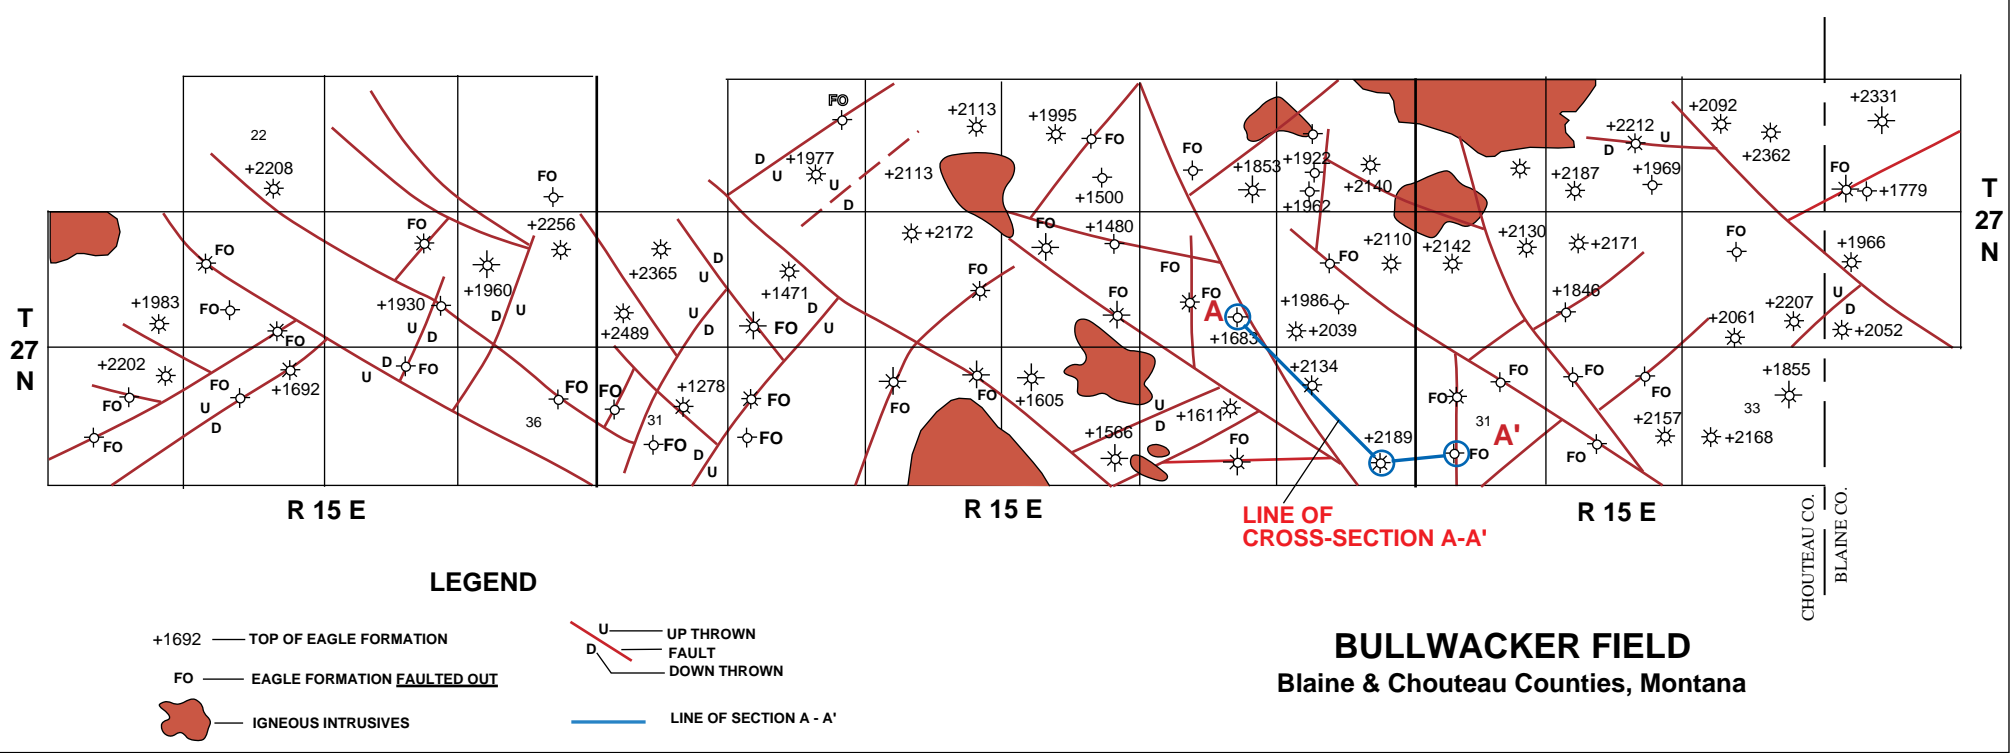 FO
+2113
+1995
+2092
+2331
22
+2212
U
+2362
D
FO
FO
D
+1977
+1853
+1922
+2208
U
U
+2113
+2140
+2187
+1969
FO
FO
+1779
T
27
N
D
+1500
+1962
+2256
FO
+2172
FO
+1480
+2110
+2142
+2130
+2171
FO
+1966
FO
+2365
D
U
FO
FO
FO
+1983
FO
+1930
+1960
+1471
FO
FO
A
+1986
+1846
+2207
U
D
T
27
N
D
U
U
D
+2489
U
D
D
U
FO
+1683
+2039
+2061
+2052
FO
+2202
D
U
FO
+2134
FO
FO
+1855
+1692
FO
FO
FO
+1278
FO
FO
FO
+1605
U
D
+1611
FO
FO
FO
U
D
36
31
31
+2157
33
FO
FO
FO
D
U
+1566
FO
+2189
FO
A'
FO
+2168
R 15 E
R 15 E
R 15 E
LINE OF
CROSS-SECTION A-A'
CHOUTEAU CO.
BLAINE CO.
LEGEND
+1692
TOP OF EAGLE FORMATION
FO
EAGLE FORMATION FAULTED OUT
IGNEOUS INTRUSIVES
U
UP THROWN
FAULT
D
DOWN THROWN
LINE OF SECTION A - A'
BULLWACKER FIELD
Blaine & Chouteau Counties, Montana